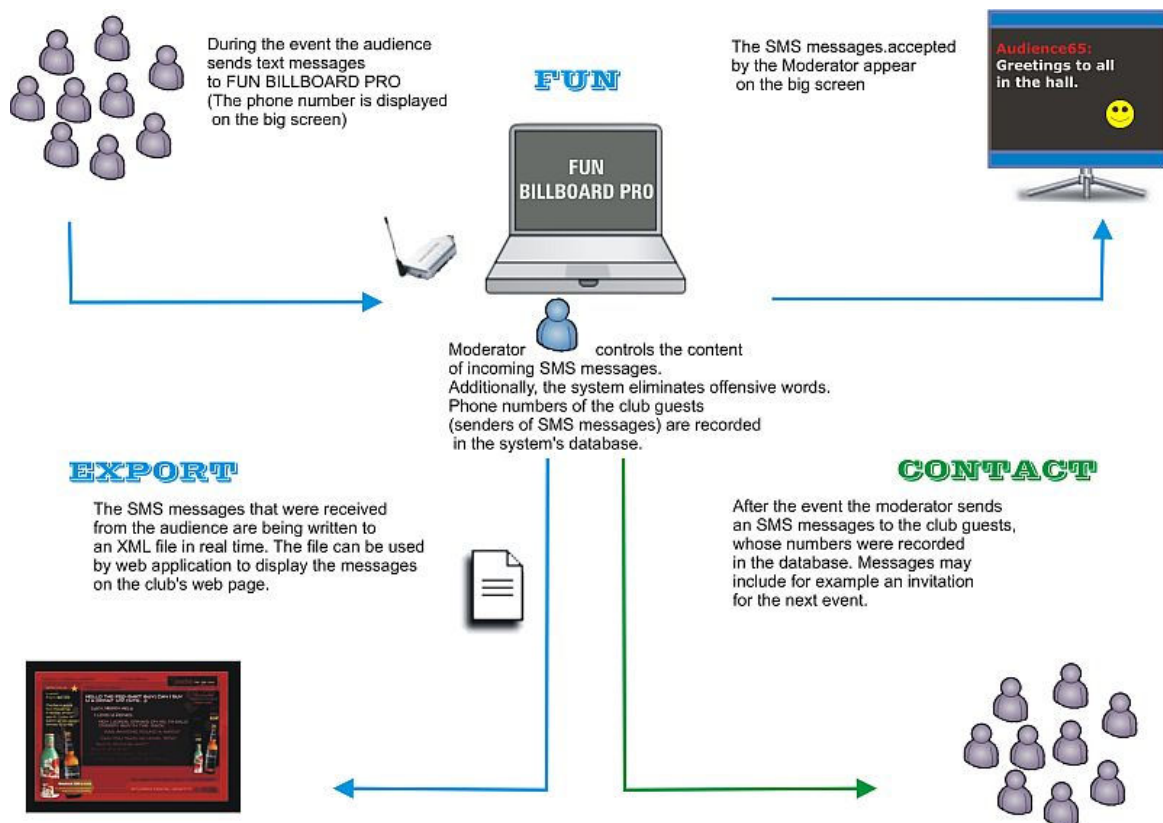 During the event the audience
sends text messages
to FUN BILLBOARD PRO
(The phone number is displayed
on the big screen)
FUN
The SMS messages.accepted
by the Moderator appear
on the big screen
Audience65:
Greetings to all
in the hall.
FUN
BILLBOARD PRO
Moderator controls the content
of incoming SMS messages.
Additionally, the system eliminates offensive words.
Phone numbers of the club guests
(senders of SMS messages) are recorded
in the system's database.
EXPORT
The SMS messages that were received
from the audience are being written to
an XML file in real time. The file can be used
by web application to display the messages
on the club's web page.
CONTACT
After the event the moderator sends
an SMS messages to the club guests,
whose numbers were recorded
in the database. Messages may
include for example an invitation
for the next event.